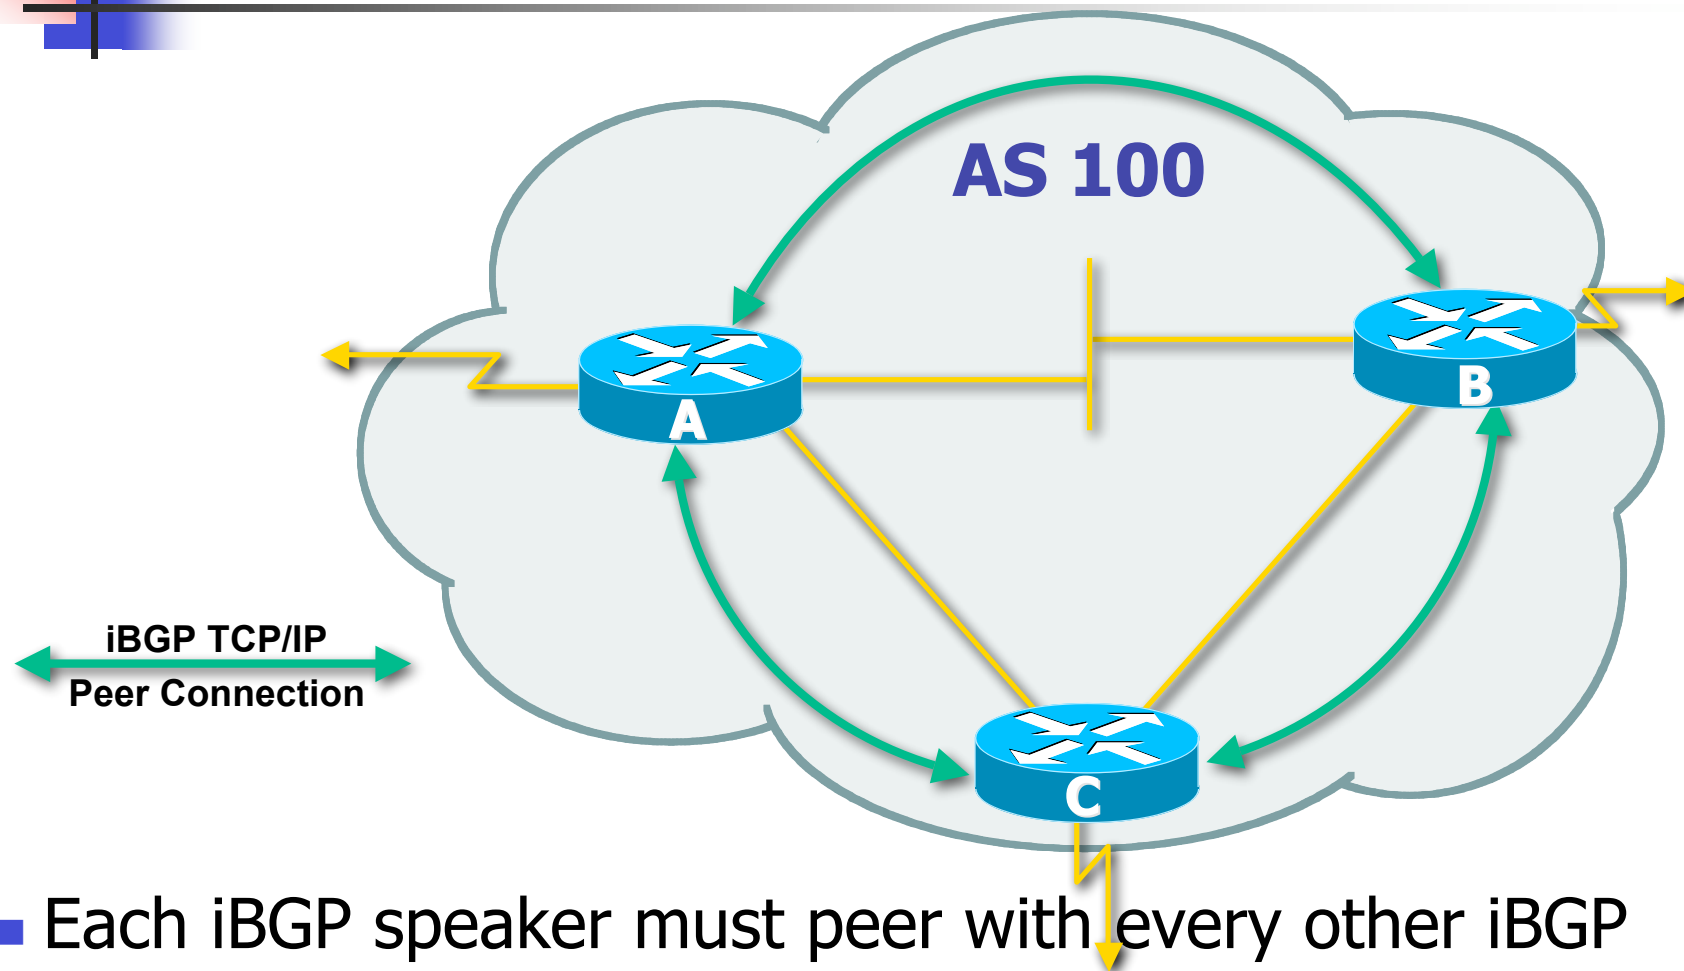 AS 100
B
A
iBGP TCP/IP
Peer Connection
C
Each iBGP speaker must peer with every other iBGP